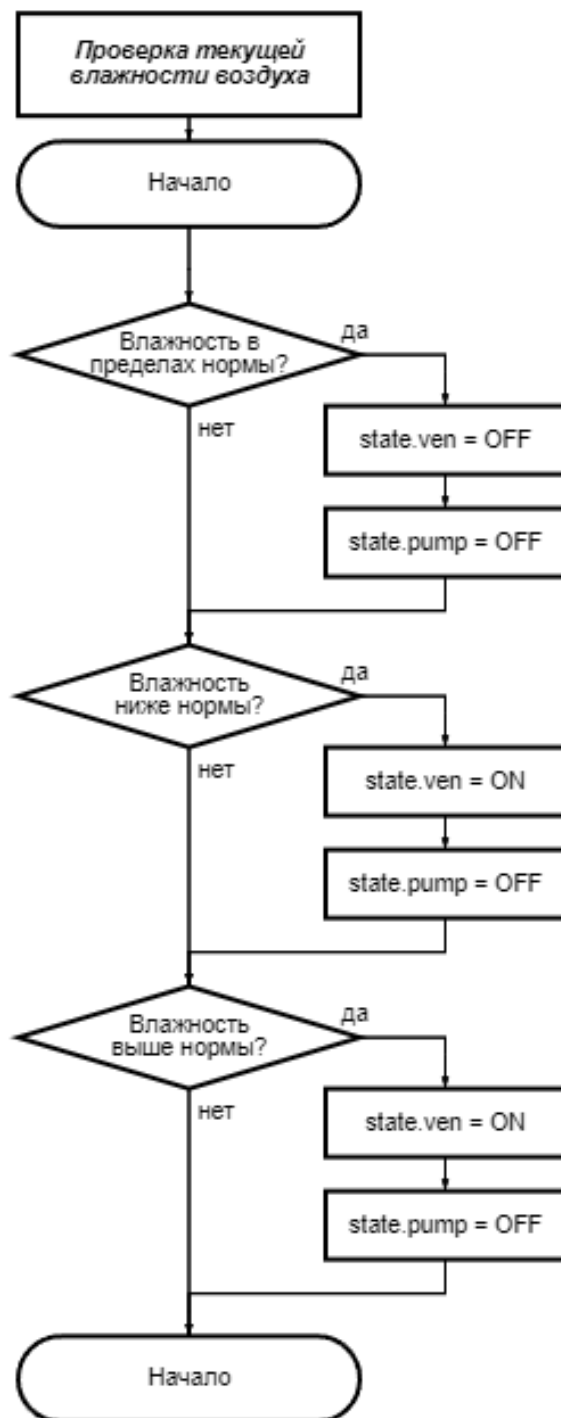 Проверка текущей
влажности воздуха
Начало
Влажность в
пределах нормы?
да
нет
state.ven = OFF
state.pump = OFF
Влажность
ниже нормы?
да
нет
state.ven = ON
state.pump = OFF
Влажность
выше нормы?
да
нет
state.ven = ON
state.pump = OFF
Начало